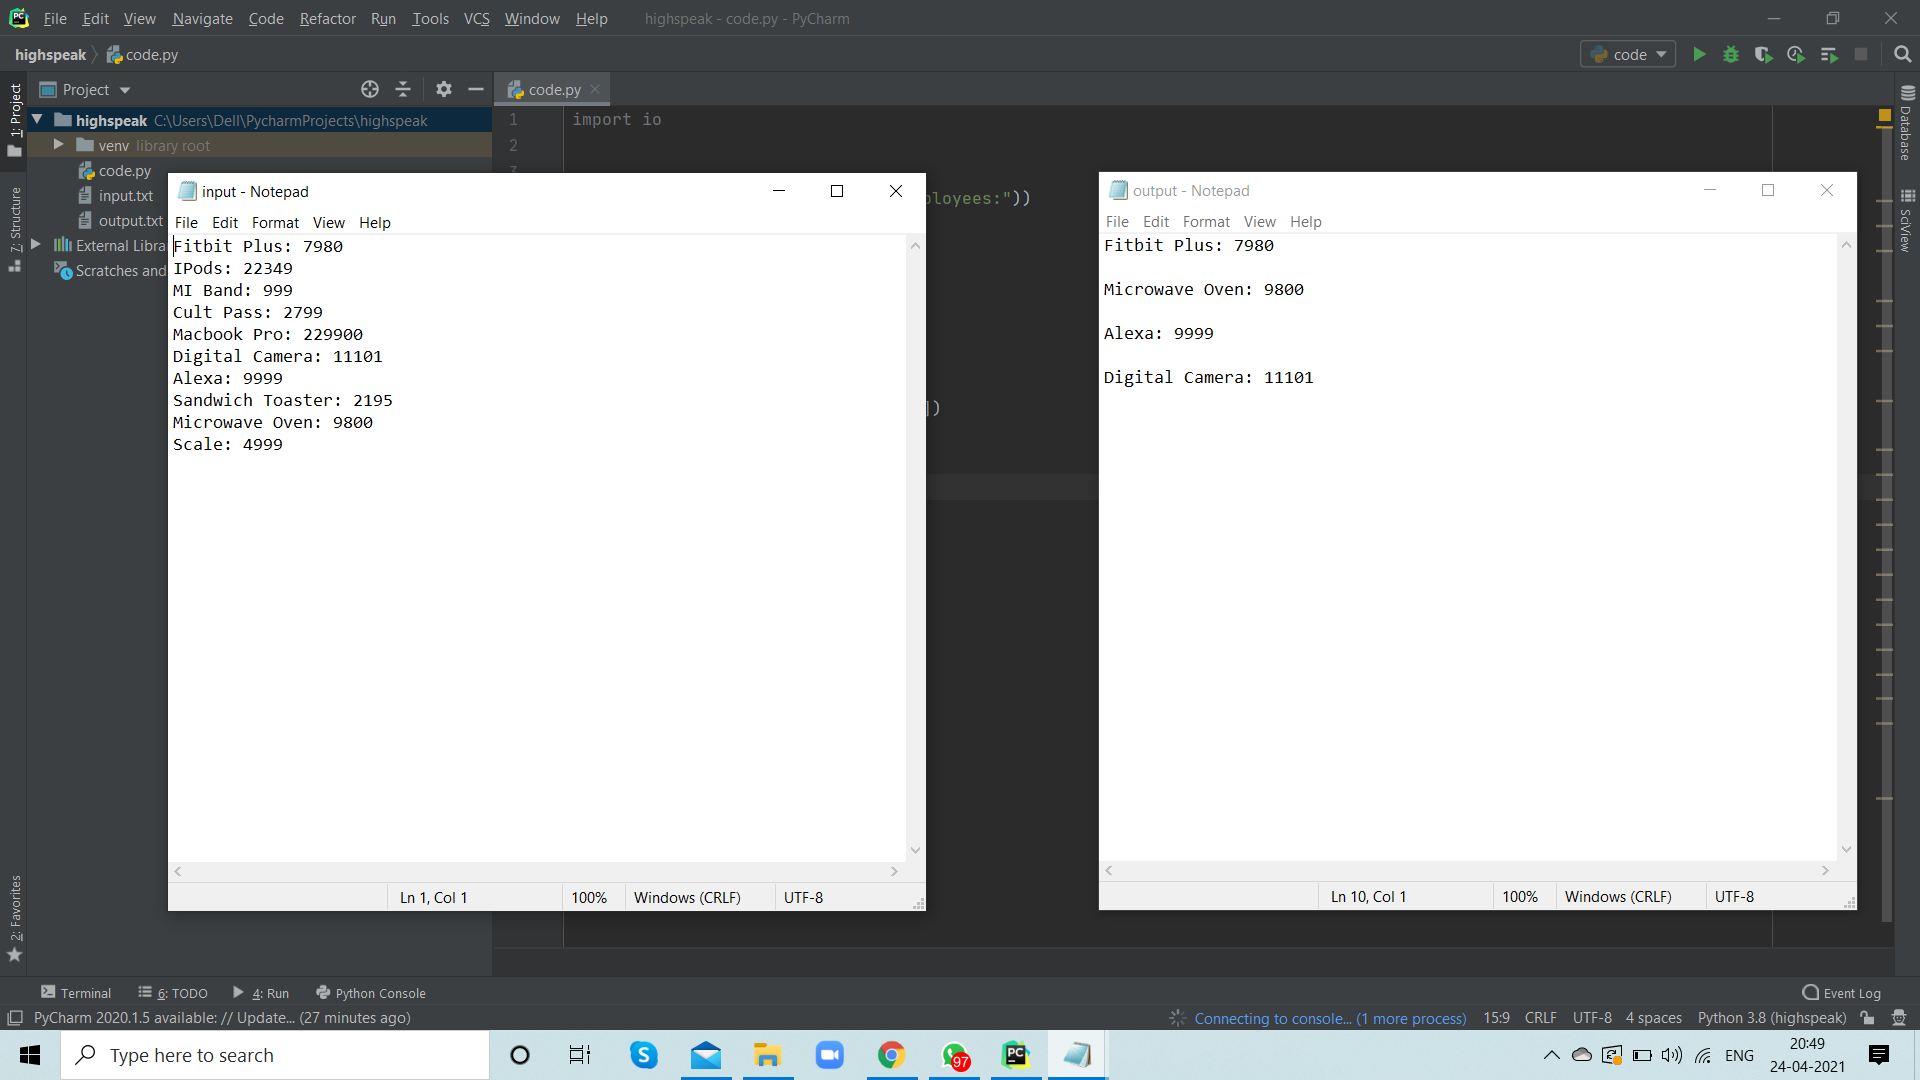 File Edit View Navigate Code Refactor Run Tools VCS Window Help highspeak - code.py - PyCharm
highspeak code.py
code
Project
code.py
1: Project
7: Structure
2: Favorites
highspeak C:\Users\Dell\PycharmProjects\highspeak
venv library root
code.py
input.txt
output.txt
External Libra
Scratches and
1 import io
2
3
ployees:"))
])
Database
SciView
input - Notepad
File Edit Format View Help
Fitbit Plus: 7980
IPods: 22349
MI Band: 999
Cult Pass: 2799
Macbook Pro: 229900
Digital Camera: 11101
Alexa: 9999
Sandwich Toaster: 2195
Microwave Oven: 9800
Scale: 4999
Ln 1, Col 1 100% Windows (CRLF) UTF-8
output - Notepad
File Edit Format View Help
Fitbit Plus: 7980
Microwave Oven: 9800
Alexa: 9999
Digital Camera: 11101
Ln 10, Col 1 100% Windows (CRLF) UTF-8
Terminal 6: TODO 4: Run Python Console Event Log
PyCharm 2020.1.5 available: // Update... (27 minutes ago) Connecting to console... (1 more process) 15:9 CRLF UTF-8 4 spaces Python 3.8 (highspeak)
Type here to search
97
PC
ENG
20:49
24-04-2021